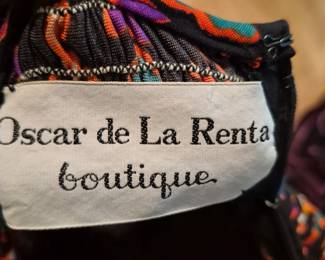 Oscar de La Renta
boutique